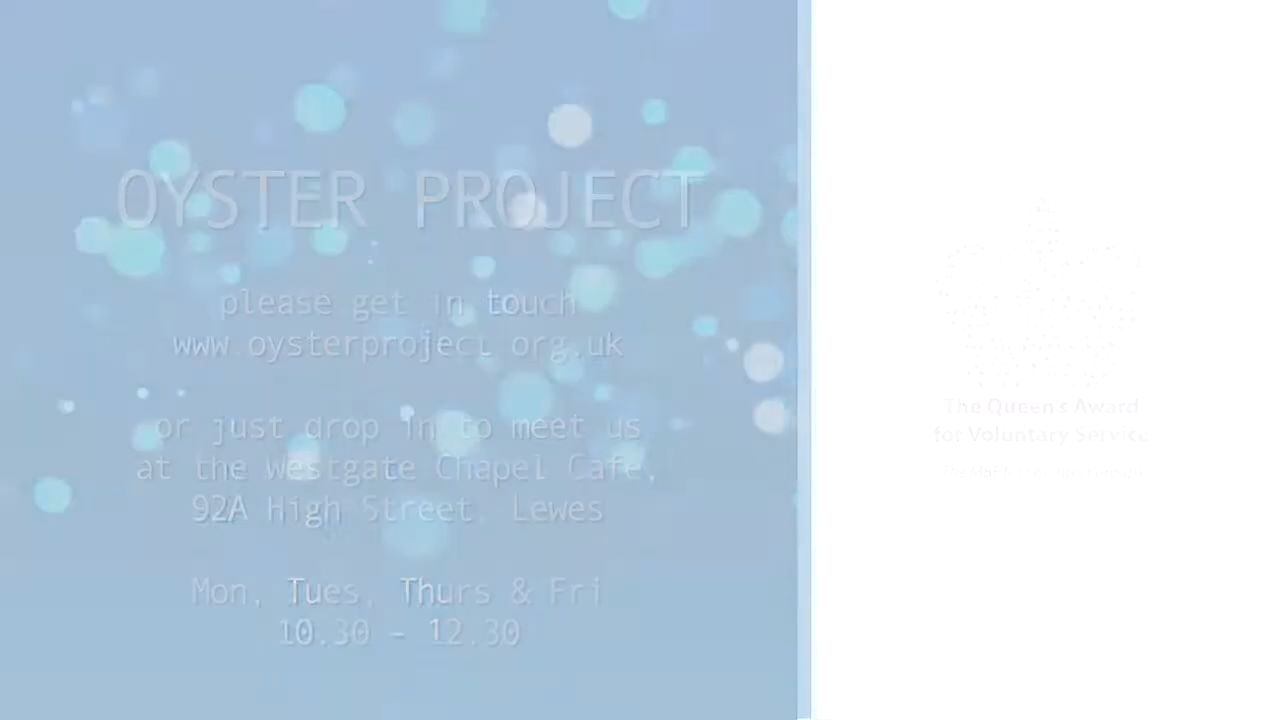 OYSTER PROJECT
please get in touch
www.oysterproject.org.uk
or just drop in to meet us
at the Westgate Chapel Cafe,
92A High Street, Lewes
Mon, Tues, Thurs & Fri
10.30 - 12.30
The Queen's Award
for Voluntary Service